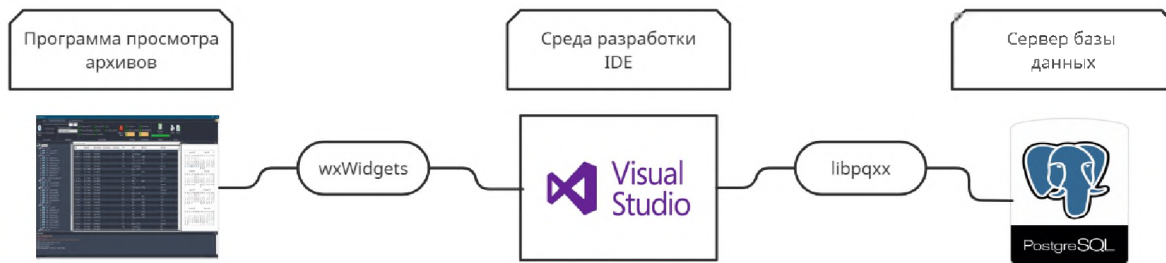 Программа просмотра
архивов
Среда разработки
IDE
Сервер базы
данных
wxWidgets
Visual
Studio
libpqxx
PostgreSQL